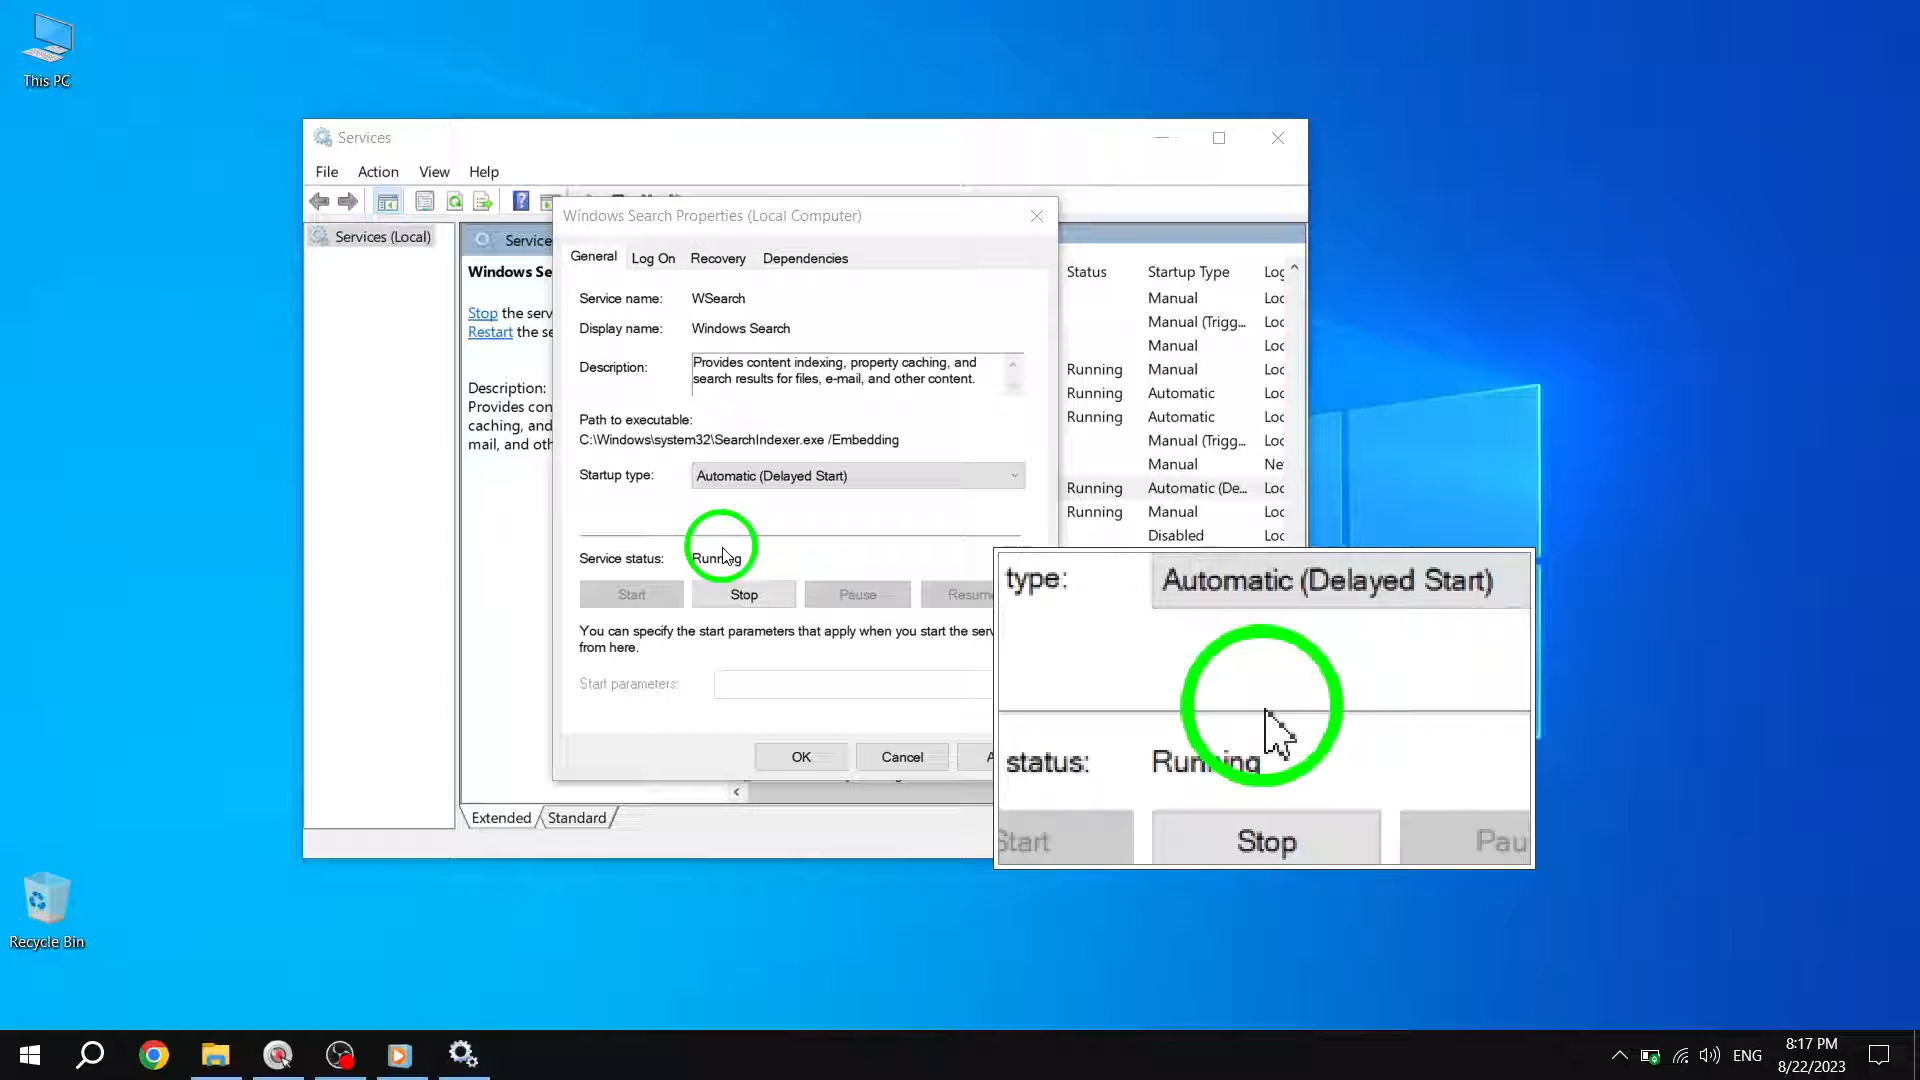 This PC
Services
File Action View Help
Windows Search Properties (Local Computer)
Services (Local)
Service
General Log On Recovery Dependencies
Windows Se
Stop the serv
Restart the se
Description:
Provides con
caching, and
mail, and oth
Service name: WSearch
Display name: Windows Search
Description: Provides content indexing, property caching, and
search results for files, e-mail, and other content.
Path to executable:
C:\Windows\system32\SearchIndexer.exe /Embedding
Startup type: Automatic (Delayed Start)
Service status: Running
Start Stop Pause Resum
You can specify the start parameters that apply when you start the serv
from here.
Start parameters:
OK Cancel A
Status Startup Type Log
Manual Loc
Manual (Trigg... Loc
Manual Loc
Running Manual Loc
Running Automatic Loc
Running Automatic Loc
Manual (Trigg... Loc
Manual Ne
Running Automatic (De... Loc
Running Manual Loc
Disabled Loc
type: Automatic (Delayed Start)
status: Running
Start Stop Pau
Extended Standard
Recycle Bin
ENG
8:17 PM
8/22/2023